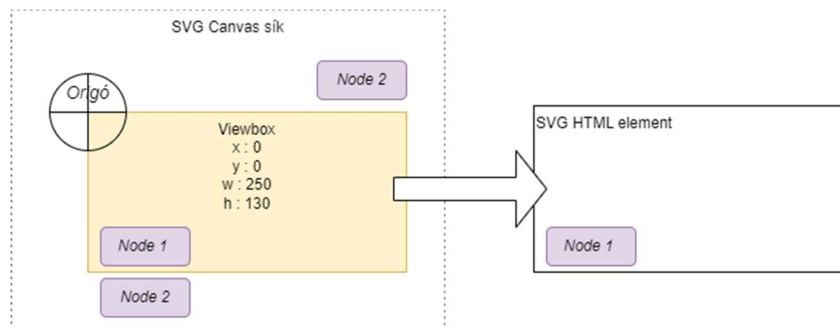 SVG Canvas sík
Node 2
Origó
Viewbox
x : 0
y : 0
w : 250
h : 130
Node 1
Node 2
SVG HTML element
Node 1